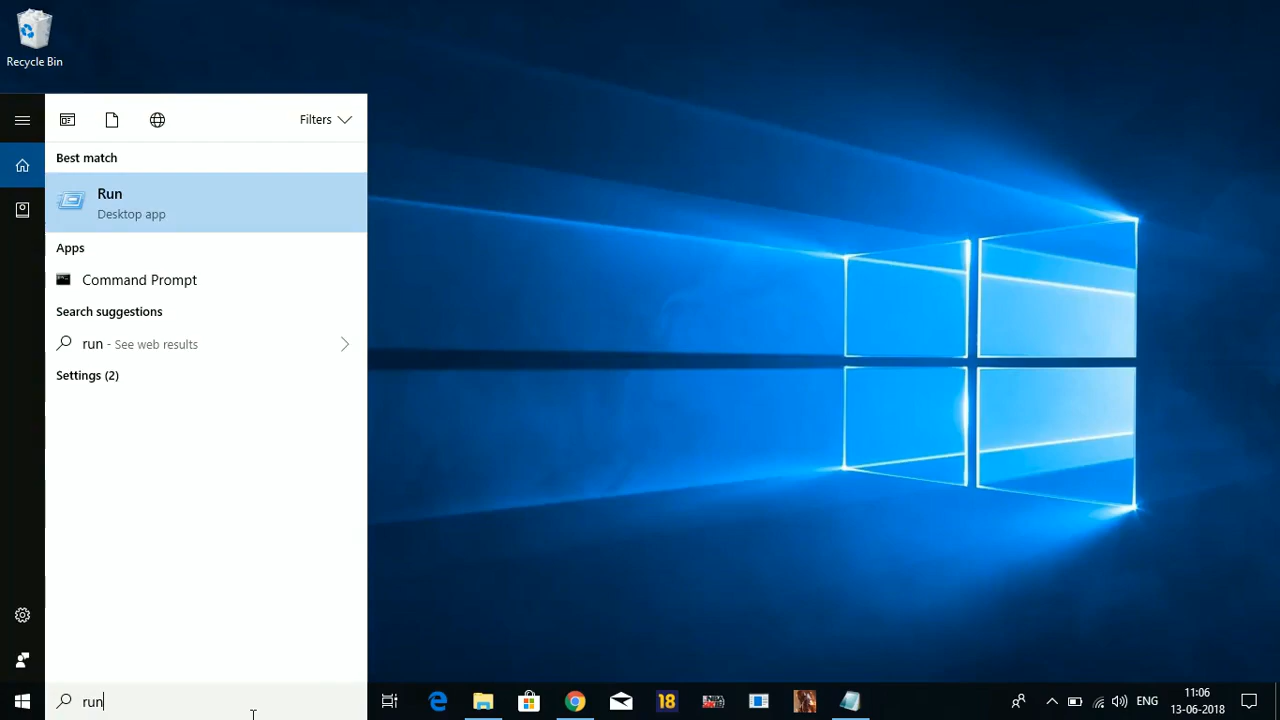 Recycle Bin
Filters
Best match
Run
Desktop app
Apps
Command Prompt
Search suggestions
run - See web results
Settings (2)
run
18
ENG
11:06
13-06-2018